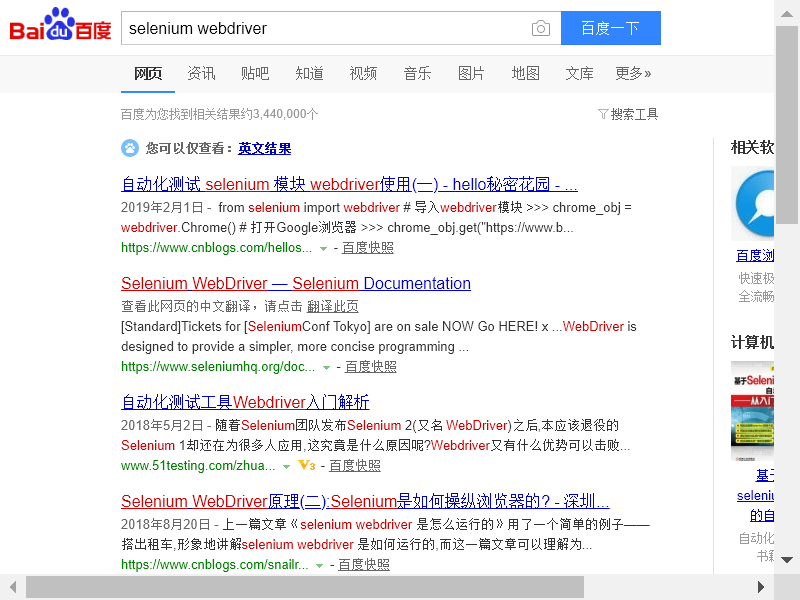 Bai du 百度
selenium webdriver
百度一下
网页 资讯 贴吧 知道 视频 音乐 图片 地图 文库 更多»
百度为您找到相关结果约3,440,000个
搜索工具
您可以仅查看：英文结果
自动化测试 selenium 模块 webdriver使用(一) - hello秘密花园 - ...
2019年2月1日 - from selenium import webdriver # 导入webdriver模块 >>> chrome_obj =
webdriver.Chrome() # 打开Google浏览器 >>> chrome_obj.get("https://www.b...
https://www.cnblogs.com/hellos... - 百度快照
Selenium WebDriver — Selenium Documentation
查看此网页的中文翻译，请点击 翻译此页
[Standard]Tickets for [SeleniumConf Tokyo] are on sale NOW Go HERE! x ...WebDriver is
designed to provide a simpler, more concise programming ...
https://www.seleniumhq.org/doc... - 百度快照
自动化测试工具Webdriver入门解析
2018年5月2日 - 随着Selenium团队发布Selenium 2(又名 WebDriver)之后,本应该退役的
Selenium 1却还在为很多人应用,这究竟是什么原因呢?Webdriver又有什么优势可以击败...
www.51testing.com/zhua... V3 - 百度快照
Selenium WebDriver原理(二):Selenium是如何操纵浏览器的? - 深圳...
2018年8月20日 - 上一篇文章《selenium webdriver 是怎么运行的》用了一个简单的例子——
搭出租车,形象地讲解selenium webdriver 是如何运行的,而这一篇文章可以理解为...
https://www.cnblogs.com/snailr... - 百度快照
相关软
百度浏
快速极
全流畅
计算机
基于Seleni
自动
—从入门
基于
seleniu
的自
自动化
书籍